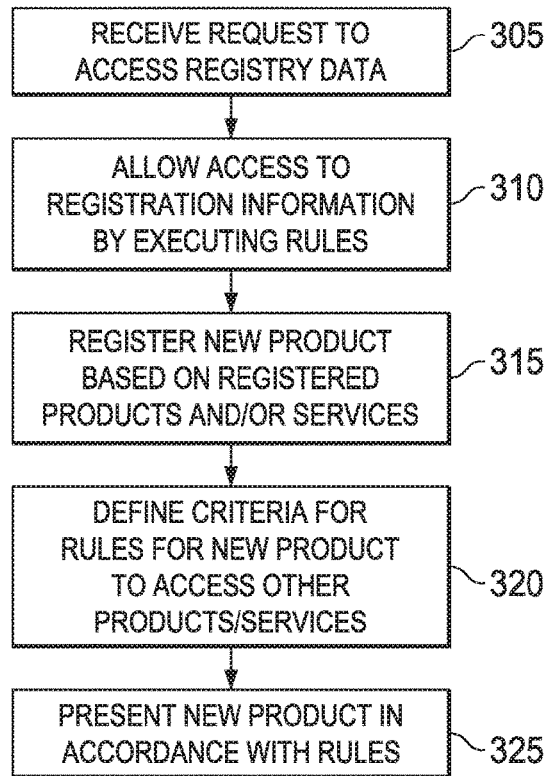 RECEIVE REQUEST TO
ACCESS REGISTRY DATA
305
ALLOW ACCESS TO
REGISTRATION INFORMATION
BY EXECUTING RULES
310
REGISTER NEW PRODUCT
BASED ON REGISTERED
PRODUCTS AND/OR SERVICES
315
DEFINE CRITERIA FOR
RULES FOR NEW PRODUCT
TO ACCESS OTHER
PRODUCTS/SERVICES
320
PRESENT NEW PRODUCT IN
ACCORDANCE WITH RULES
325